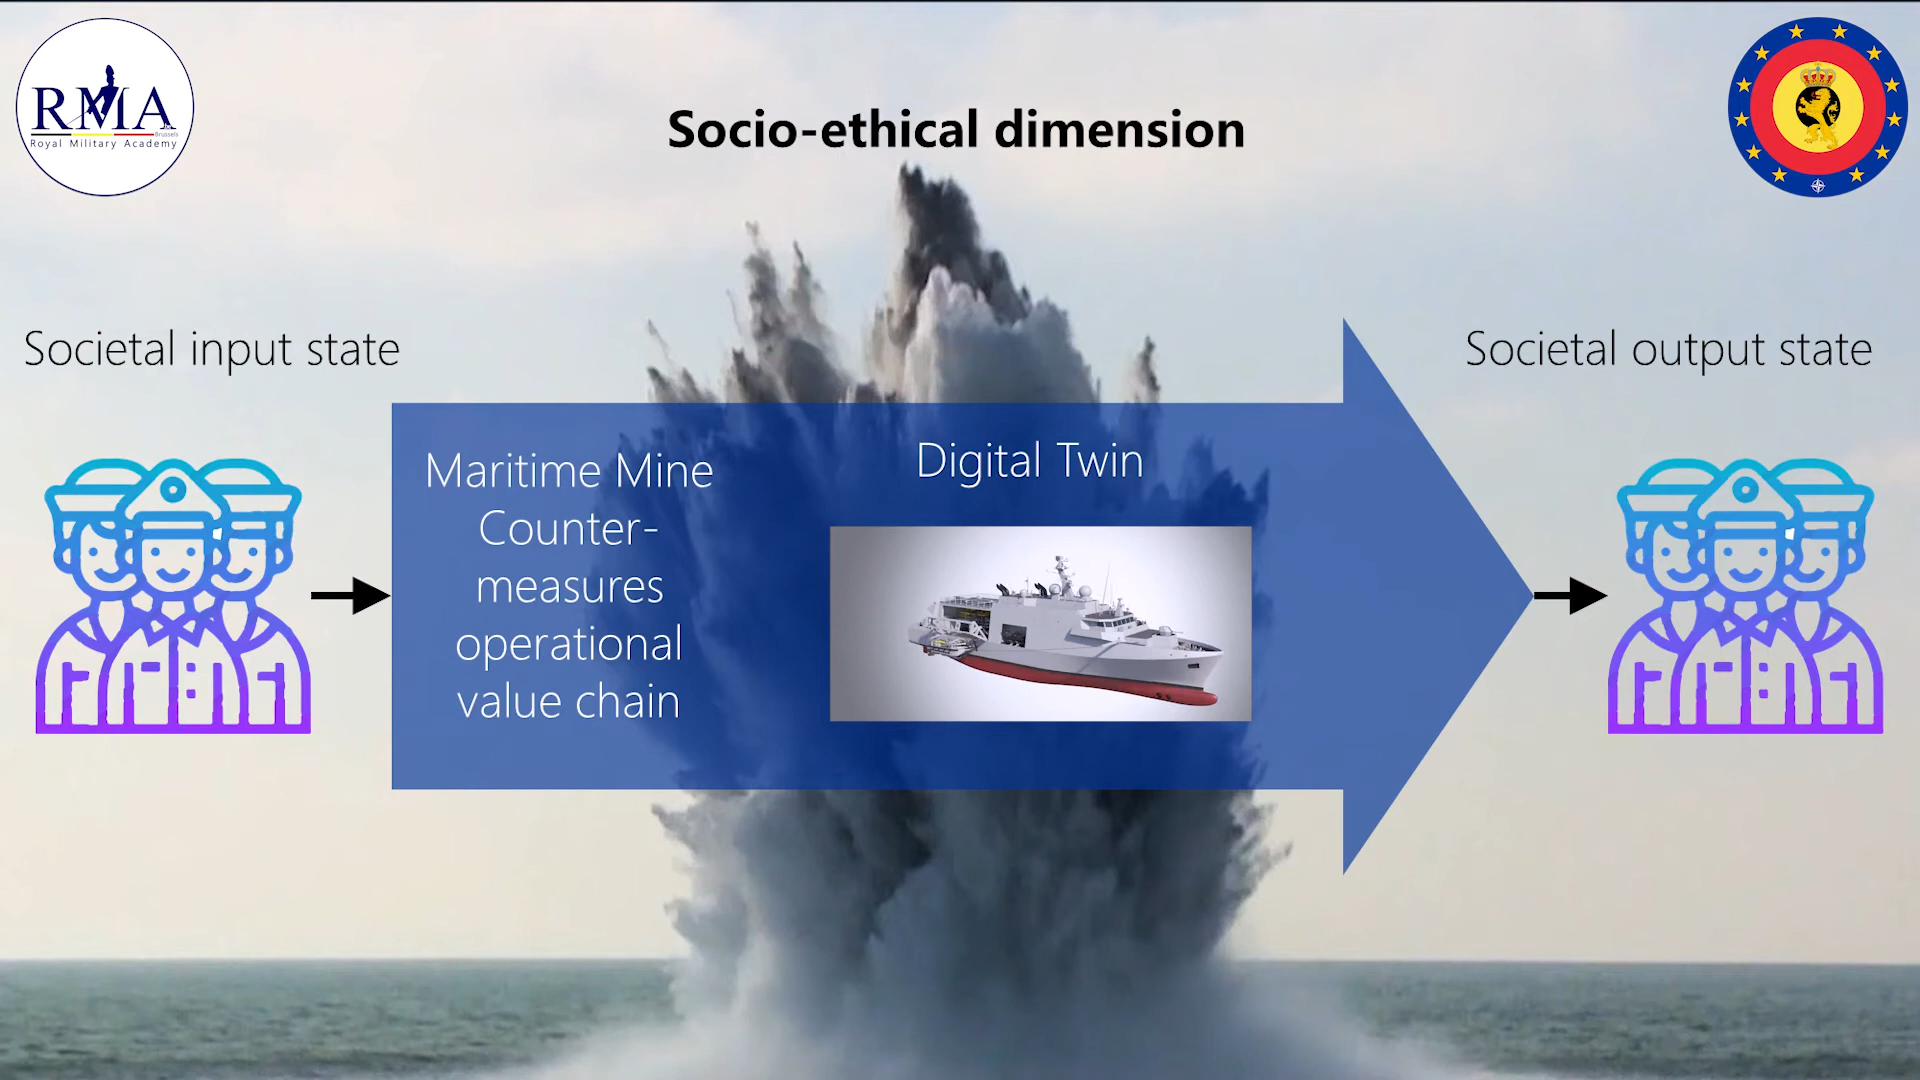 RMA
Brussels
Royal Military Academy
Socio-ethical dimension
Societal input state
Societal output state
Maritime Mine
Counter-
measures
operational
value chain
Digital Twin